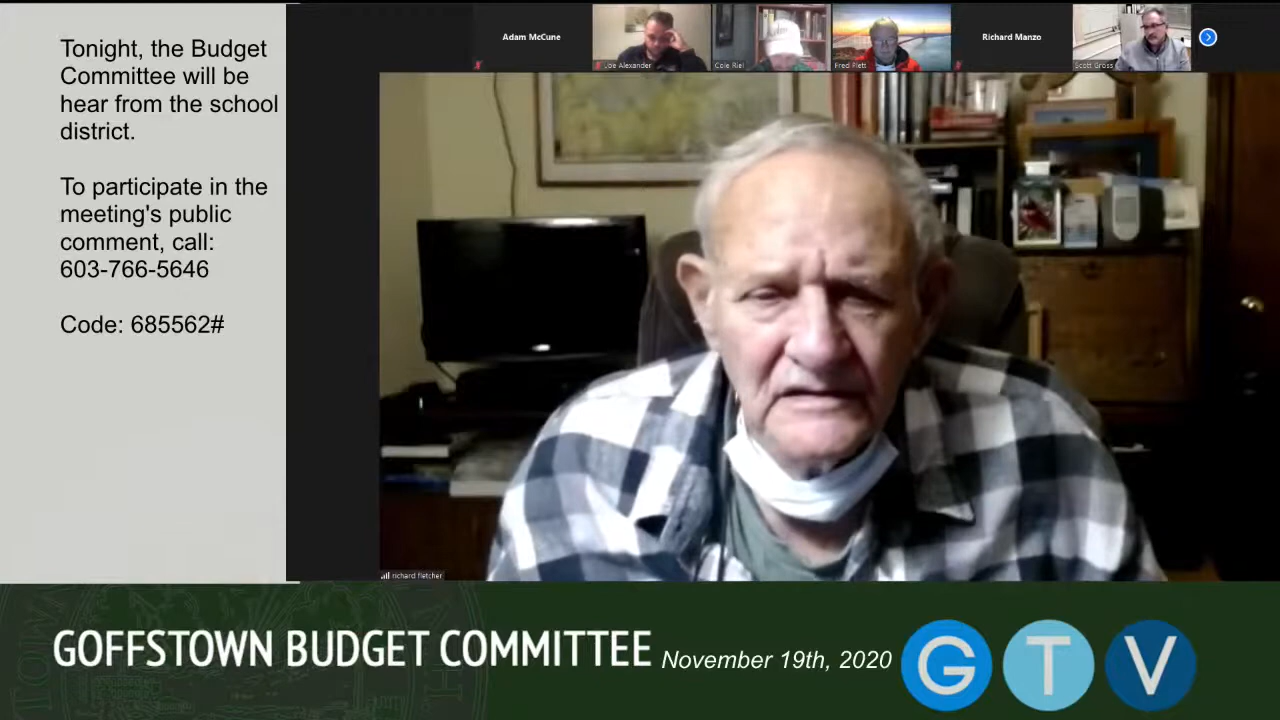 Tonight, the Budget
Committee will be
hear from the school
district.
To participate in the
meeting's public
comment, call:
603-766-5646
Code: 685562#
Adam McCune
Joe Alexander
Cole Riel
Fred Plett
Richard Manzo
Scott Gross
richard fletcher
GOFFSTOWN BUDGET COMMITTEE
November 19th, 2020
G T V